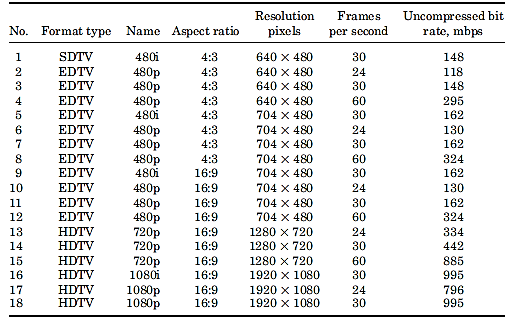 Resolution Frames Uncompressed bit
No. Format type Name Aspect ratio pixels per second rate, mbps
1 SDTV 480i 4:3 640 × 480 30 148
2 EDTV 480p 4:3 640 × 480 24 118
3 EDTV 480p 4:3 640 × 480 30 148
4 EDTV 480p 4:3 640 × 480 60 295
5 EDTV 480i 4:3 704 × 480 30 162
6 EDTV 480p 4:3 704 × 480 24 130
7 EDTV 480p 4:3 704 × 480 30 162
8 EDTV 480p 4:3 704 × 480 60 324
9 EDTV 480i 16:9 704 × 480 30 162
10 EDTV 480p 16:9 704 × 480 24 130
11 EDTV 480p 16:9 704 × 480 30 162
12 EDTV 480p 16:9 704 × 480 60 324
13 HDTV 720p 16:9 1280 × 720 24 334
14 HDTV 720p 16:9 1280 × 720 30 442
15 HDTV 720p 16:9 1280 × 720 60 885
16 HDTV 1080i 16:9 1920 × 1080 30 995
17 HDTV 1080p 16:9 1920 × 1080 24 796
18 HDTV 1080p 16:9 1920 × 1080 30 995